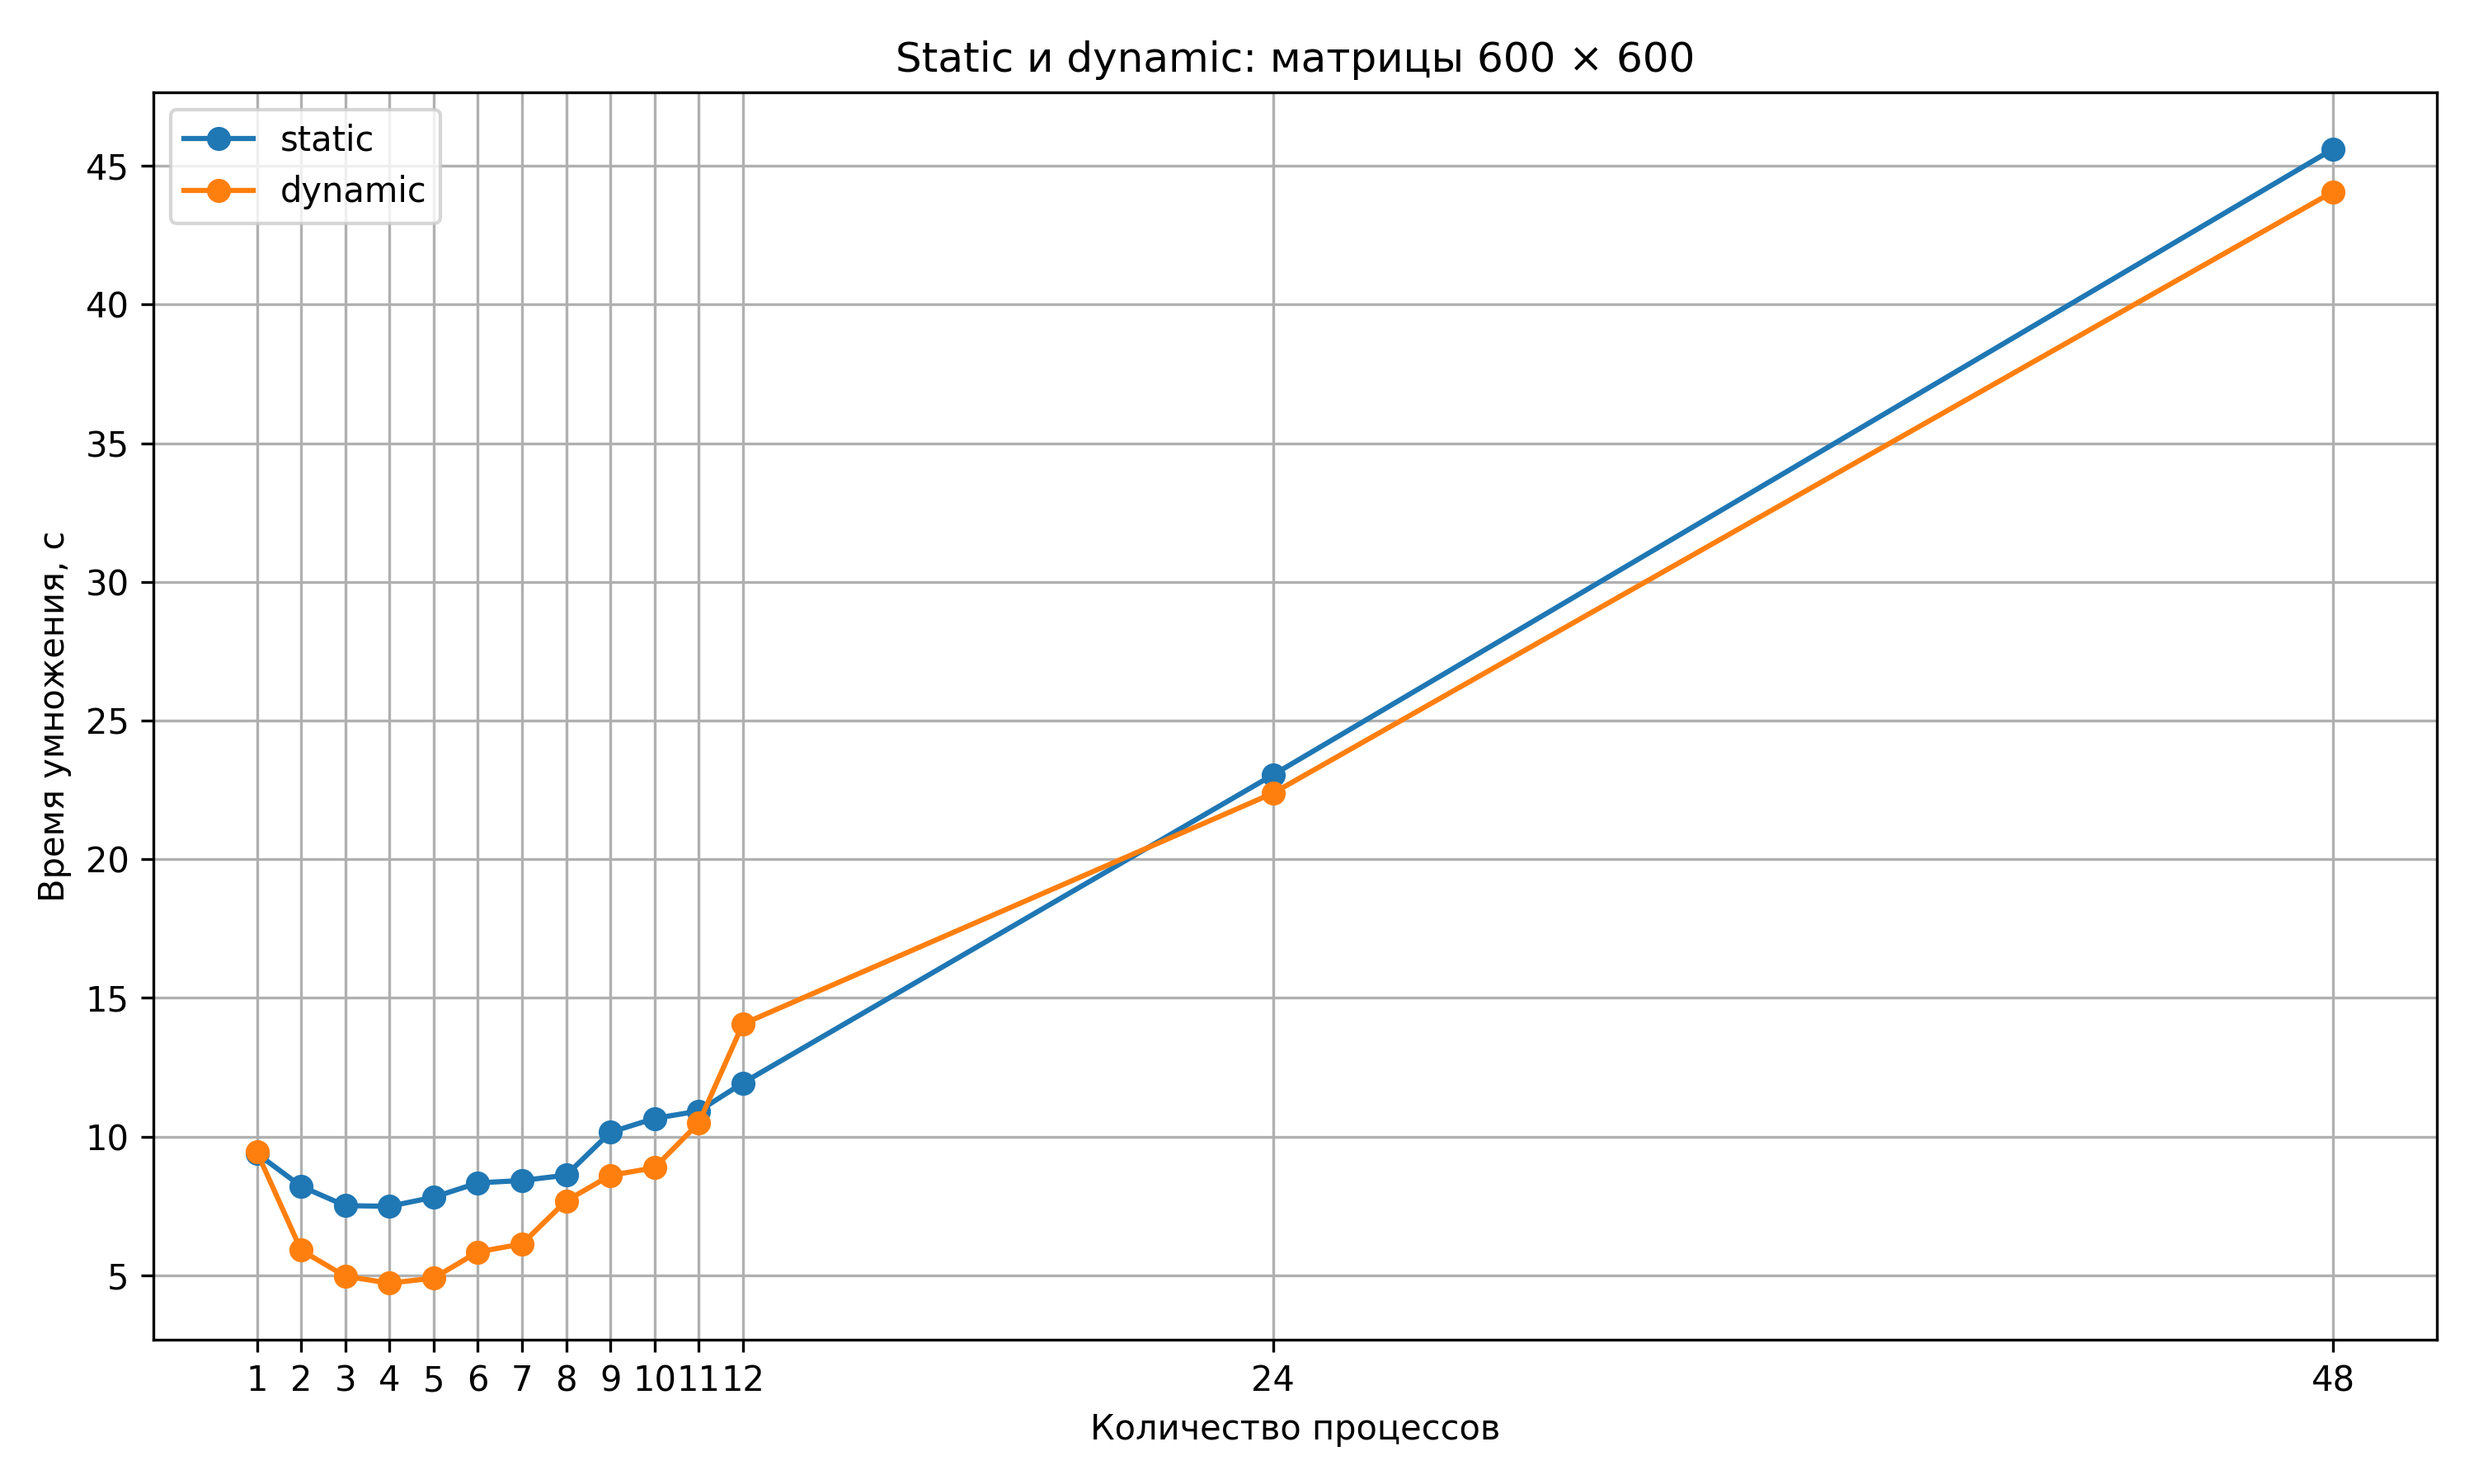 Static и dynamic: матрицы 600 × 600
static
dynamic
45
40
35
30
25
20
15
10
5
Время умножения, с
1 2 3 4 5 6 7 8 9 10 11 12 24 48
Количество процессов